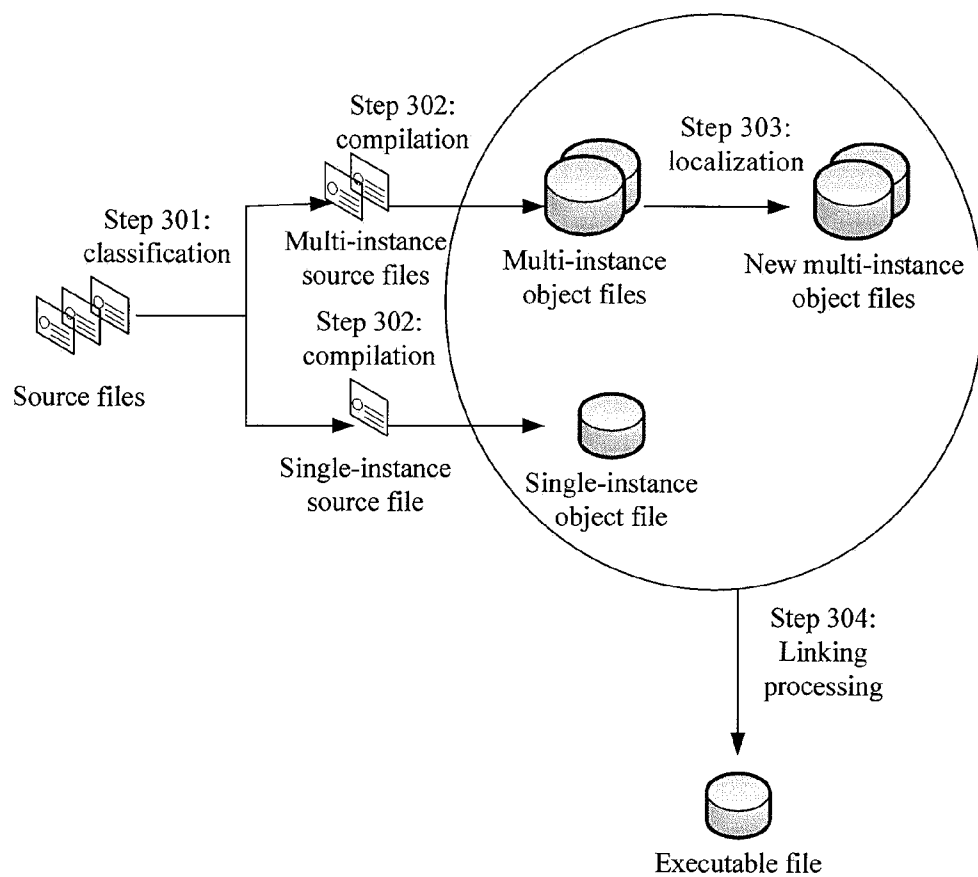 Step 302:
compilation
Step 303:
localization
Step 301:
classification
Multi-instance
source files
Multi-instance
object files
New multi-instance
object files
Step 302:
compilation
Source files
Single-instance
source file
Single-instance
object file
Step 304:
Linking
processing
Executable file